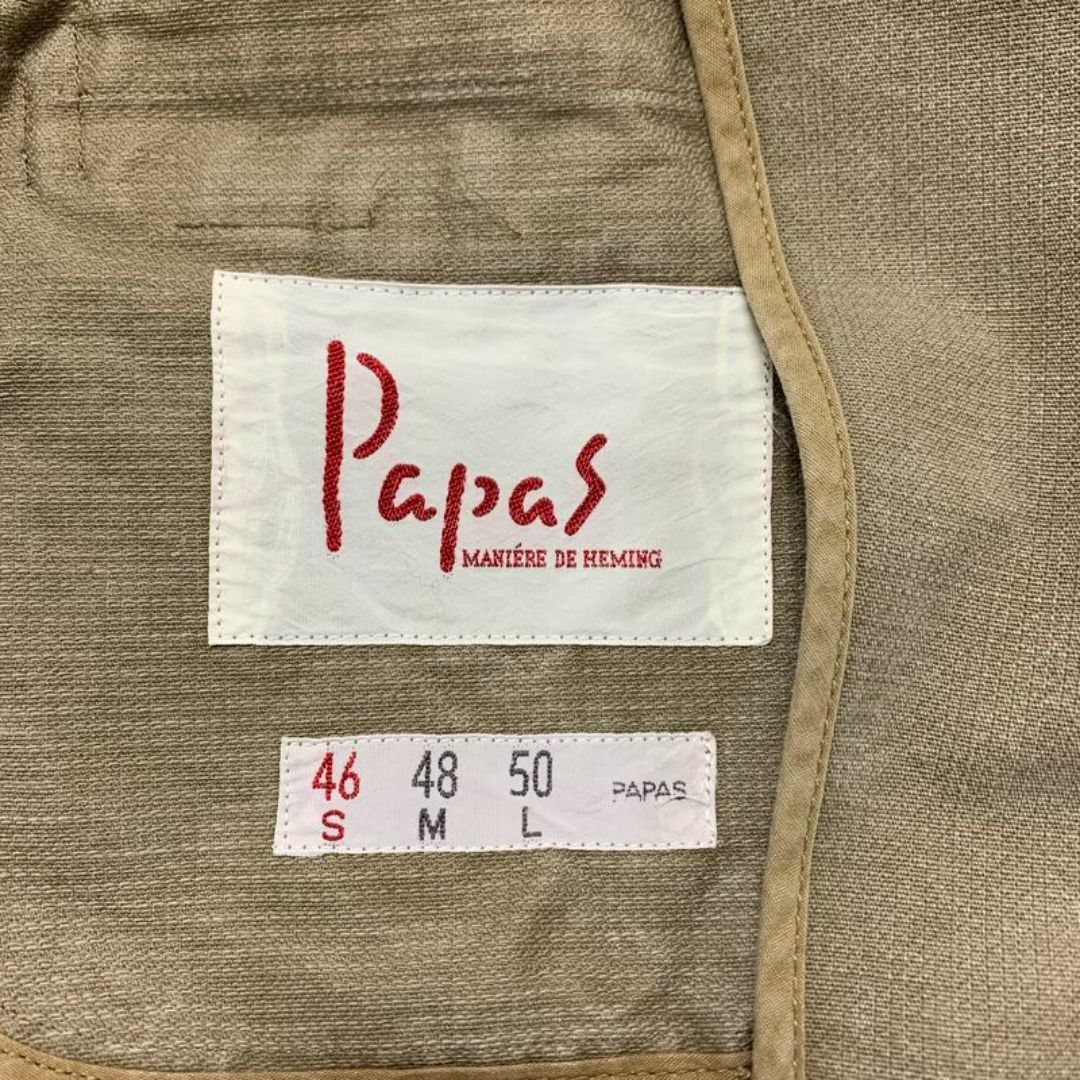 Papas
MANIÉRE DE HEMING
46 48 50 PAPAS
S M L